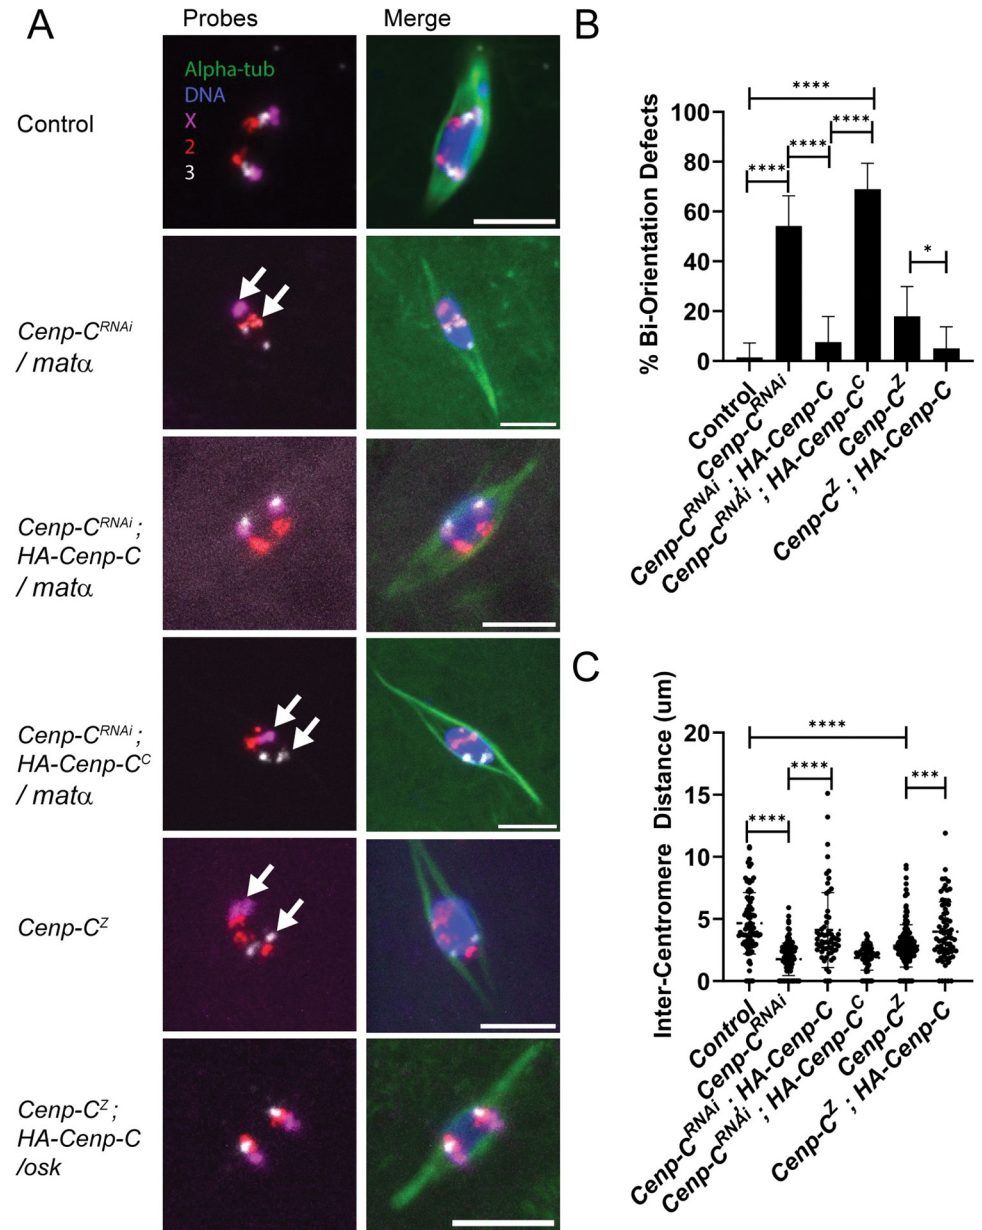 A
Probes
Merge
Alpha-tub
DNA
X
2
3
Control
Cenp-C^RNAi
/ matα
Cenp-C^RNAi ;
HA-Cenp-C
/ matα
Cenp-C^RNAi ;
HA-Cenp-C^C
/ matα
Cenp-C^Z
Cenp-C^Z ;
HA-Cenp-C
/osk
B
% Bi-Orientation Defects
100
80
60
40
20
0
****
****
****
****
*
Control
Cenp-C^RNAi
Cenp-C^RNAi ; HA-Cenp-C
Cenp-C^RNAi ; HA-Cenp-C^C
Cenp-C^Z
Cenp-C^Z ; HA-Cenp-C
C
Inter-Centromere Distance (um)
20
15
10
5
0
****
****
****
***
Control
Cenp-C^RNAi
Cenp-C^RNAi ; HA-Cenp-C
Cenp-C^RNAi ; HA-Cenp-C^C
Cenp-C^Z
Cenp-C^Z ; HA-Cenp-C